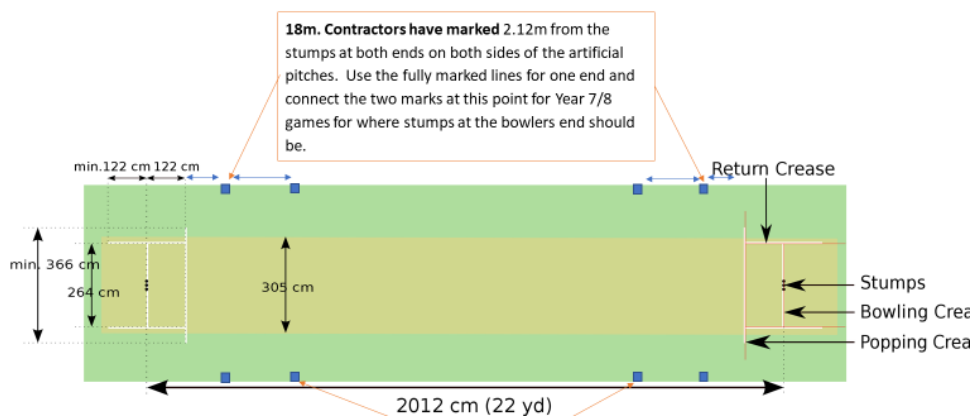 18m. Contractors have marked 2.12m from the
stumps at both ends on both sides of the artificial
pitches. Use the fully marked lines for one end and
connect the two marks at this point for Year 7/8
games for where stumps at the bowlers end should
be.
min.122 cm 122 cm
Return Crease
min. 366 cm
264 cm
305 cm
Stumps
Bowling Crea
Popping Crea
2012 cm (22 yd)